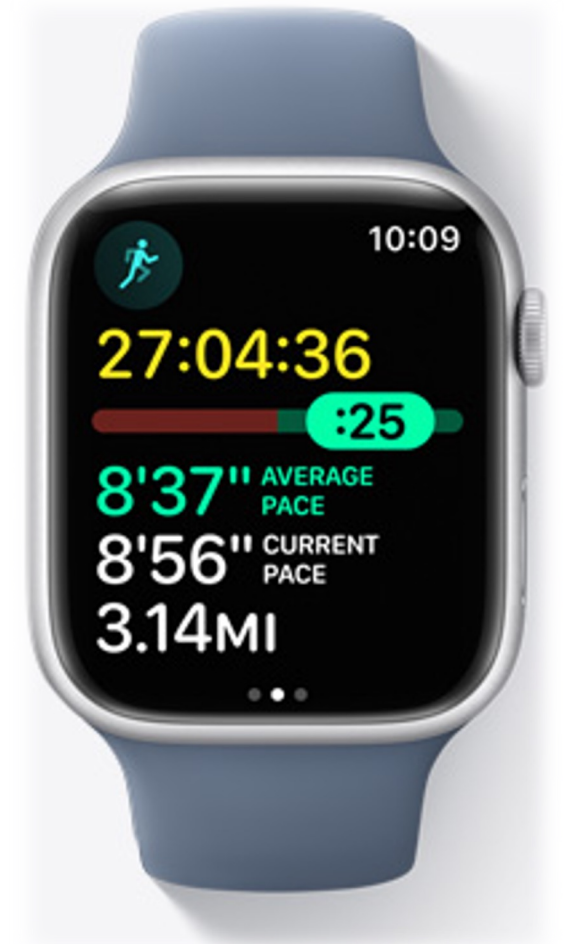 10:09
27:04:36
:25
8'37" AVERAGE
PACE
8'56" CURRENT
PACE
3.14MI